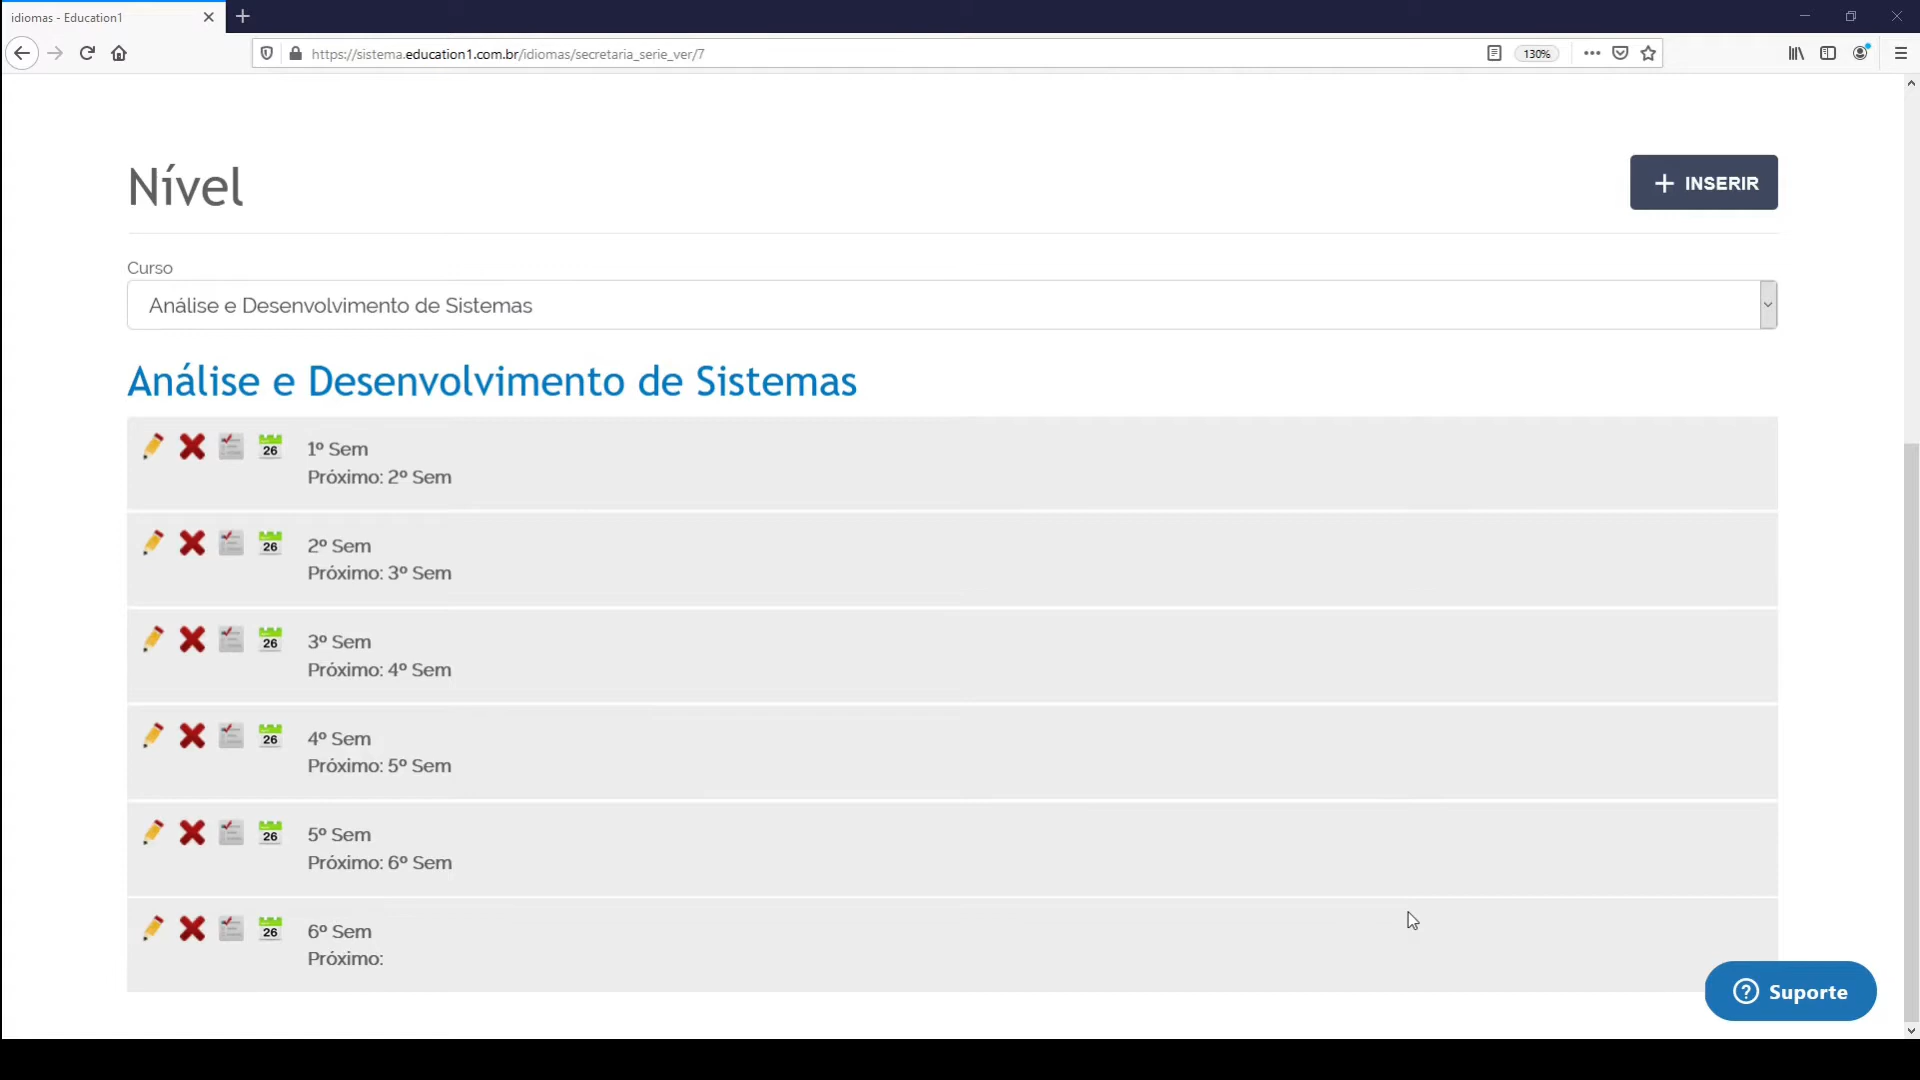 idiomas - Education1
https://sistema.education1.com.br/idiomas/secretaria_serie_ver/7
130%
Nível
INSERIR
Curso
Análise e Desenvolvimento de Sistemas
Análise e Desenvolvimento de Sistemas
26
1º Sem
Próximo: 2º Sem
26
2º Sem
Próximo: 3º Sem
26
3º Sem
Próximo: 4º Sem
26
4º Sem
Próximo: 5º Sem
26
5º Sem
Próximo: 6º Sem
26
6º Sem
Próximo:
Suporte